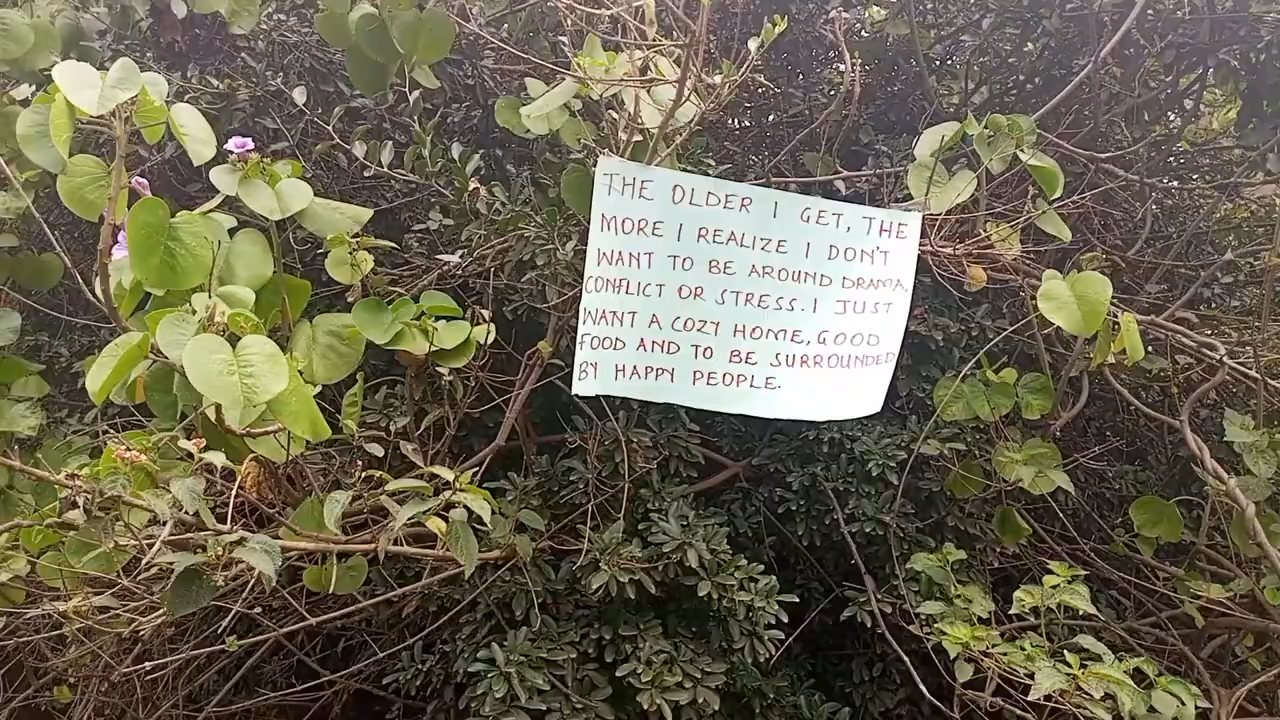 THE OLDER I GET, THE
MORE I REALIZE I DON'T
WANT TO BE AROUND DRAMA,
CONFLICT OR STRESS. I JUST
WANT A COZY HOME, GOOD
FOOD AND TO BE SURROUNDED
BY HAPPY PEOPLE.